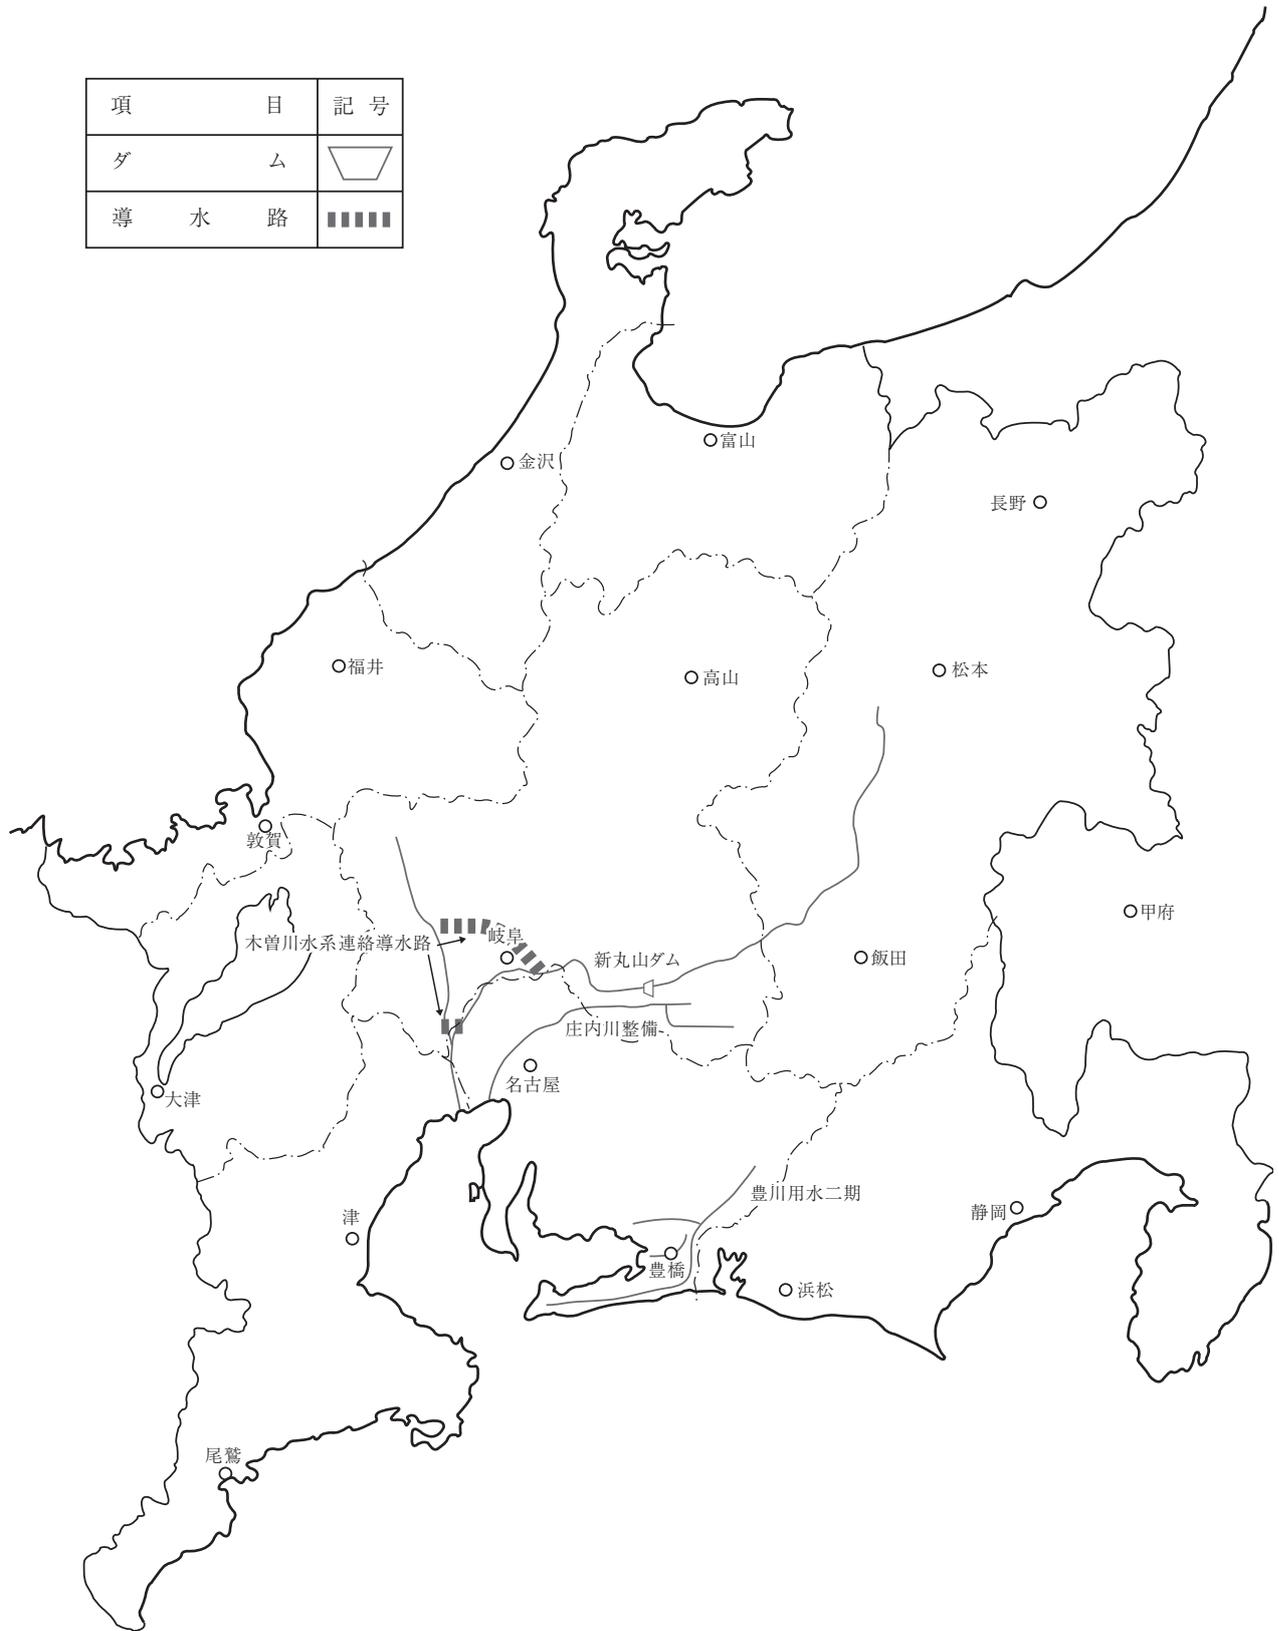 項目 記号
ダム
導水路
富山
金沢
長野
福井
高山
松本
敦賀
甲府
木曽川水系連絡導水路
岐阜
新丸山ダム
飯田
庄内川整備
名古屋
大津
豊川用水二期
津
静岡
豊橋
浜松
尾鷲